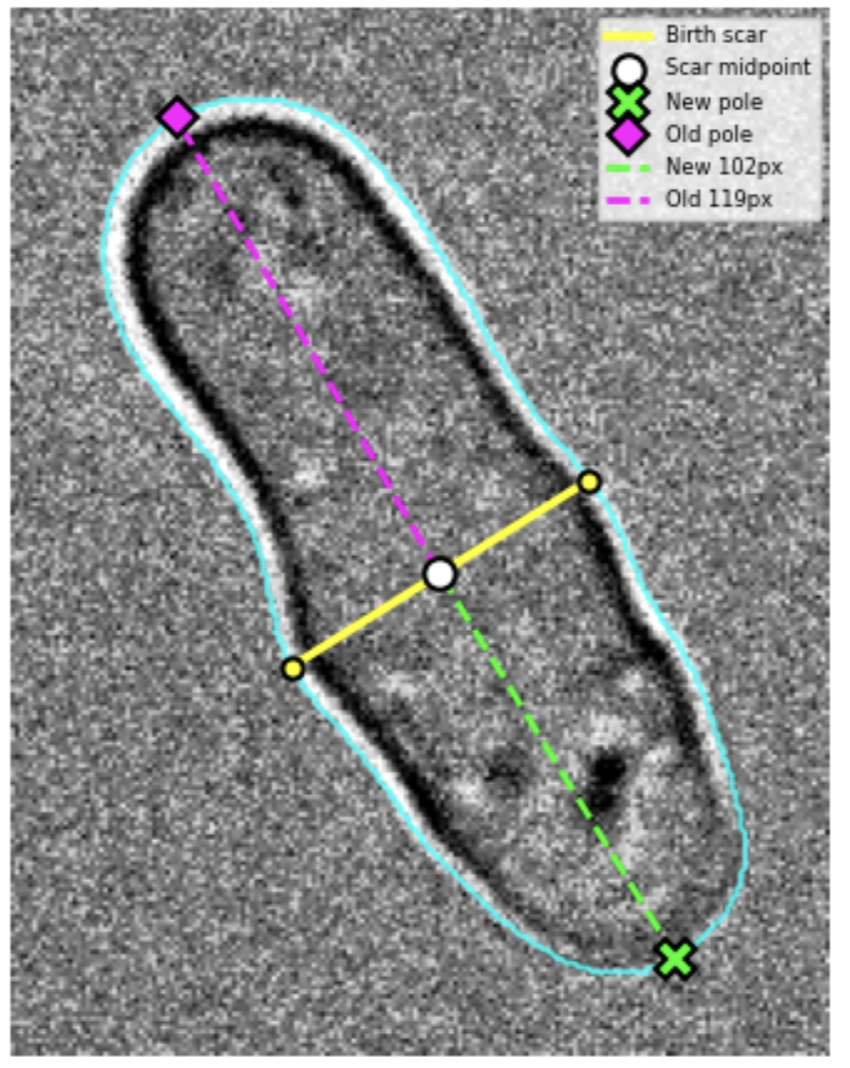 Birth scar
Scar midpoint
New pole
Old pole
New 102px
Old 119px